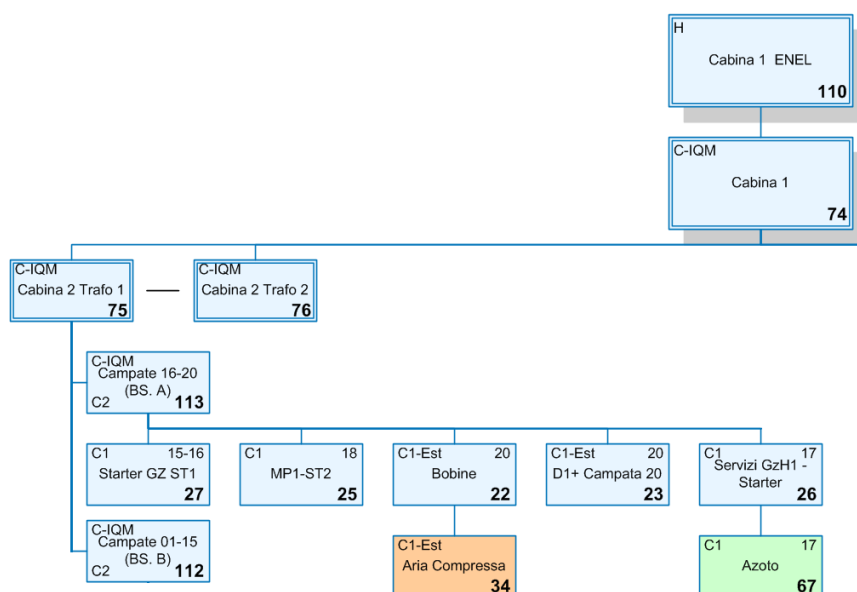 H
Cabina 1 ENEL
110
C-IQM
Cabina 1
74
C-IQM
Cabina 2 Trafo 1
75
C-IQM
Cabina 2 Trafo 2
76
C-IQM
Campate 16-20
(BS. A)
C2 113
C1 15-16
Starter GZ ST1
27
C1 18
MP1-ST2
25
C1-Est 20
Bobine
22
C1-Est 20
D1+ Campata 20
23
C1 17
Servizi GzH1 -
Starter
26
C-IQM
Campate 01-15
(BS. B)
C2 112
C1-Est
Aria Compressa
34
C1 17
Azoto
67